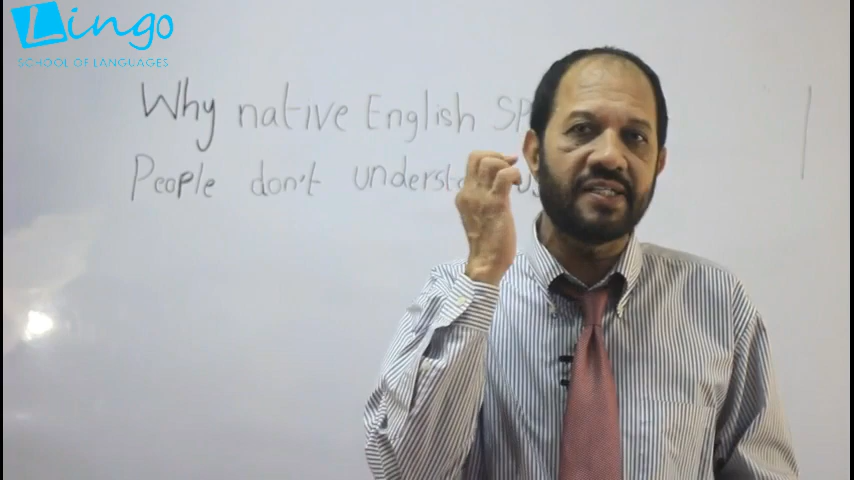 Lingo
SCHOOL OF LANGUAGES
Why native English
People don't